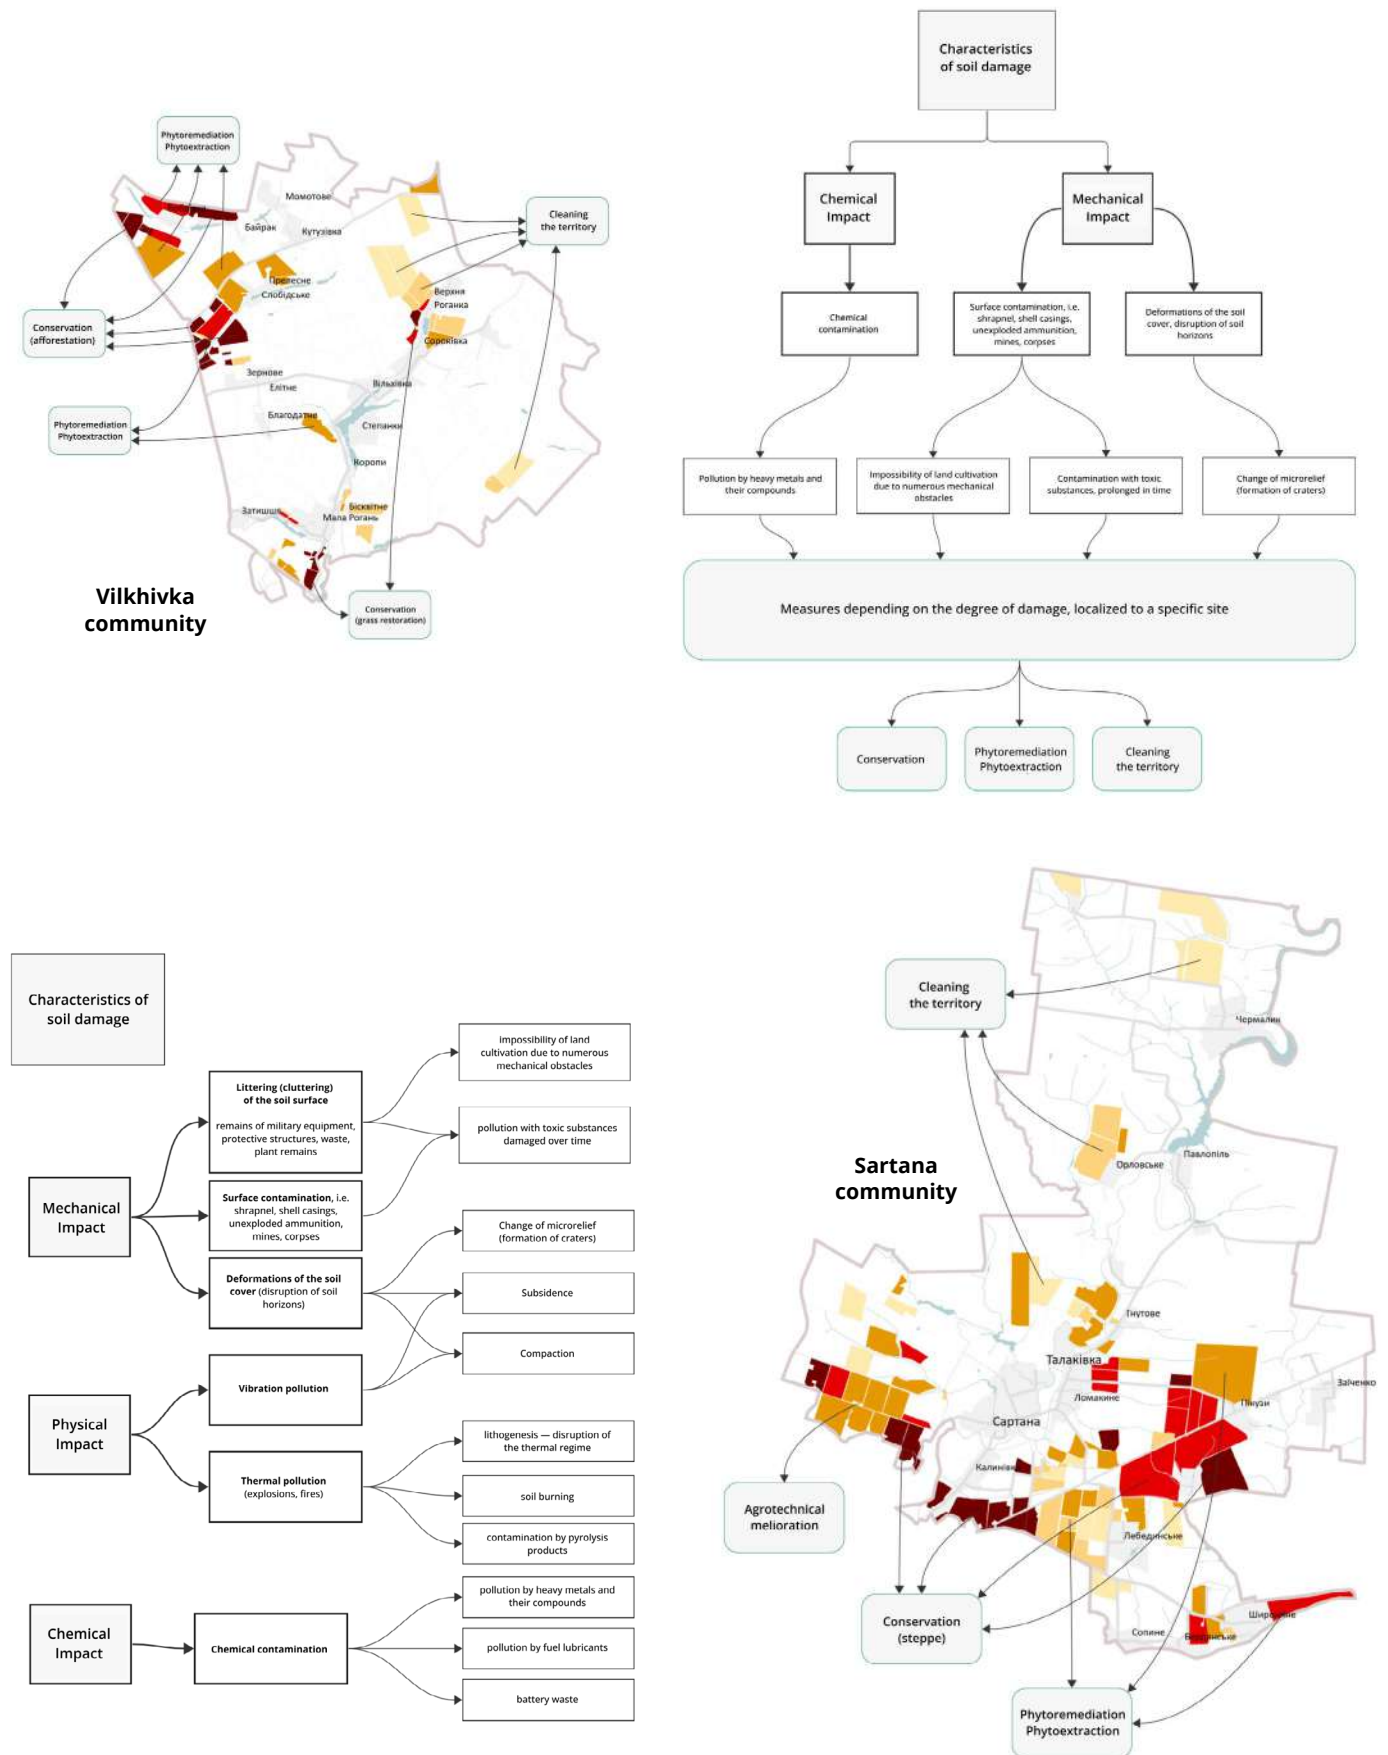 Phytoremediation
Phytoextraction
Момотове
Байрак
Кутузівка
Cleaning
the territory
Прелесне
Слобідське
Верхня
Роганка
Сороківка
Conservation
(afforestation)
Зернове
Елітне
Вільхівка
Благодатне
Степанки
Phytoremediation
Phytoextraction
Коропи
Бісквітне
Затишшя
Мала Рогань
Vilkhivka
community
Conservation
(grass restoration)
Characteristics
of soil damage
Chemical
Impact
Mechanical
Impact
Chemical
contamination
Surface contamination, i.e.
shrapnel, shell casings,
unexploded ammunition,
mines, corpses
Deformations of the soil
cover, disruption of soil
horizons
Pollution by heavy metals and
their compounds
Impossibility of land cultivation
due to numerous mechanical
obstacles
Contamination with toxic
substances, prolonged in time
Change of microrelief
(formation of craters)
Measures depending on the degree of damage, localized to a specific site
Conservation
Phytoremediation
Phytoextraction
Cleaning
the territory
Characteristics of
soil damage
Mechanical
Impact
Littering (cluttering)
of the soil surface
remains of military equipment,
protective structures, waste,
plant remains
Surface contamination, i.e.
shrapnel, shell casings,
unexploded ammunition,
mines, corpses
Deformations of the soil
cover (disruption of soil
horizons)
impossibility of land
cultivation due to numerous
mechanical obstacles
pollution with toxic substances
damaged over time
Change of microrelief
(formation of craters)
Subsidence
Compaction
Physical
Impact
Vibration pollution
Thermal pollution
(explosions, fires)
lithogenesis — disruption of
the thermal regime
soil burning
contamination by pyrolysis
products
Chemical
Impact
Chemical contamination
pollution by heavy metals and
their compounds
pollution by fuel lubricants
battery waste
Cleaning
the territory
Чермалик
Орловське
Павлопіль
Sartana
community
Гнутове
Талаківка
Ломакине
Пікузи
Заїченко
Сартана
Калинівка
Agrotechnical
melioration
Лебединське
Conservation
(steppe)
Широкине
Сопине
Бердянське
Phytoremediation
Phytoextraction